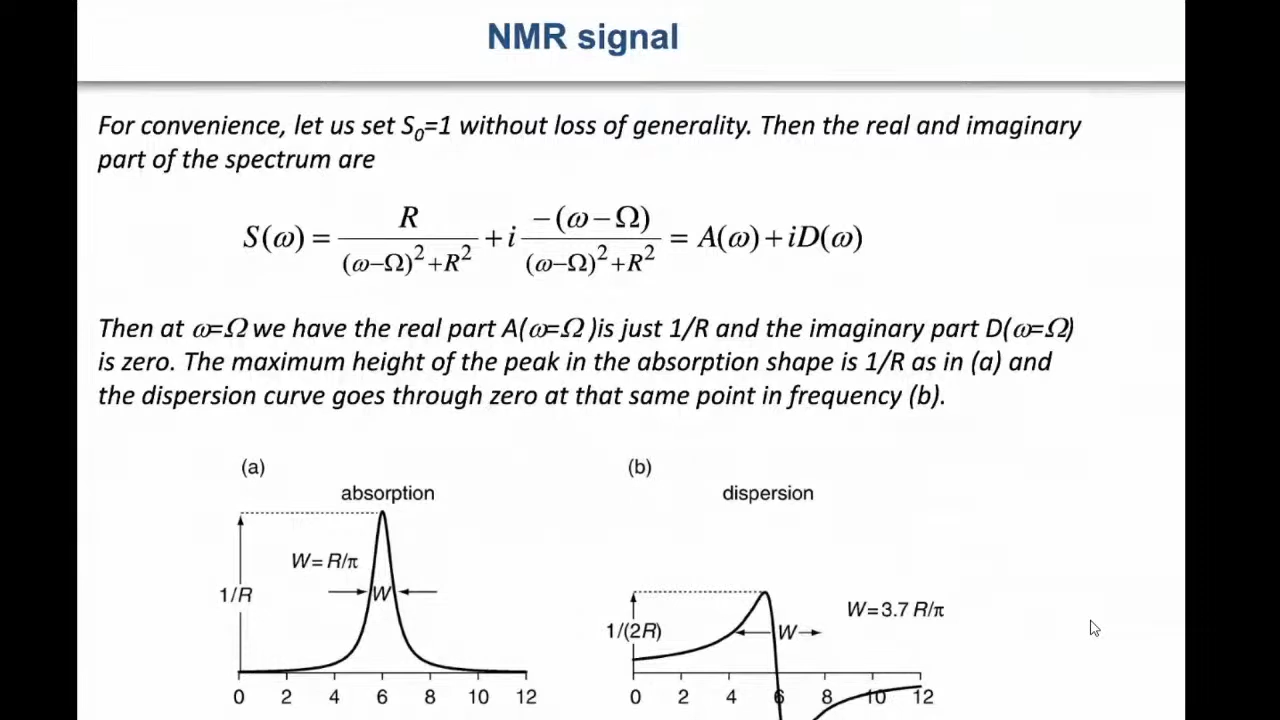 NMR signal
For convenience, let us set S₀=1 without loss of generality. Then the real and imaginary
part of the spectrum are
S(ω) = R / ((ω−Ω)²+R²) + i −(ω−Ω) / ((ω−Ω)²+R²) = A(ω)+iD(ω)
Then at ω=Ω we have the real part A(ω=Ω )is just 1/R and the imaginary part D(ω=Ω)
is zero. The maximum height of the peak in the absorption shape is 1/R as in (a) and
the dispersion curve goes through zero at that same point in frequency (b).
(a)
absorption
W= R/π
1/R
W
0 2 4 6 8 10 12
(b)
dispersion
W=3.7 R/π
1/(2R)
W
0 2 4 6 8 10 12